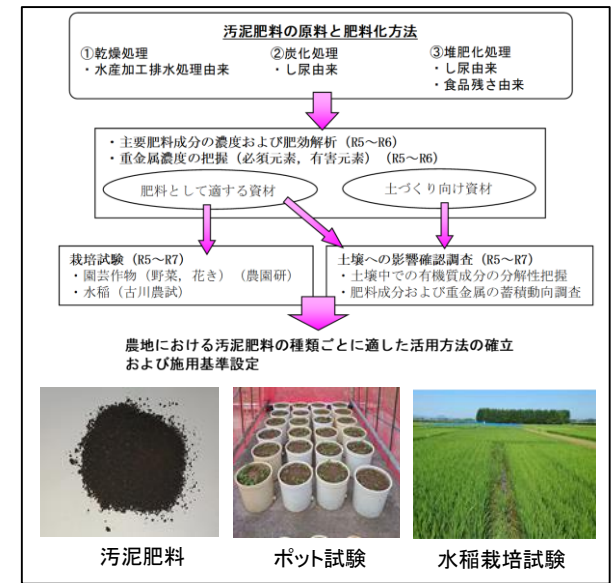 汚泥肥料の原料と肥料化方法
①乾燥処理
・水産加工排水処理由来
②炭化処理
・し尿由来
③堆肥化処理
・し尿由来
・食品残さ由来
・主要肥料成分の濃度および肥効解析（R5～R6）
・重金属濃度の把握（必須元素，有害元素）（R5～R6）
肥料として適する資材
土づくり向け資材
栽培試験（R5～R7）
・園芸作物（野菜，花き）（農園研）
・水稲（古川農試）
土壌への影響確認調査（R5～R7）
・土壌中での有機質成分の分解性把握
・肥料成分および重金属の蓄積動向調査
農地における汚泥肥料の種類ごとに適した活用方法の確立
および施用基準設定
汚泥肥料
ポット試験
水稲栽培試験